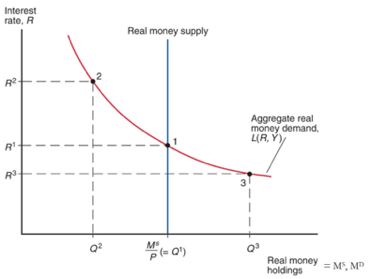 Interest
rate, R
Real money supply
R²
2
Aggregate real
money demand,
L(R, Y)
R¹
1
R³
3
Q²
Mˢ/P (= Q¹)
Q³
Real money
holdings
= Mˢ, Mᴰ